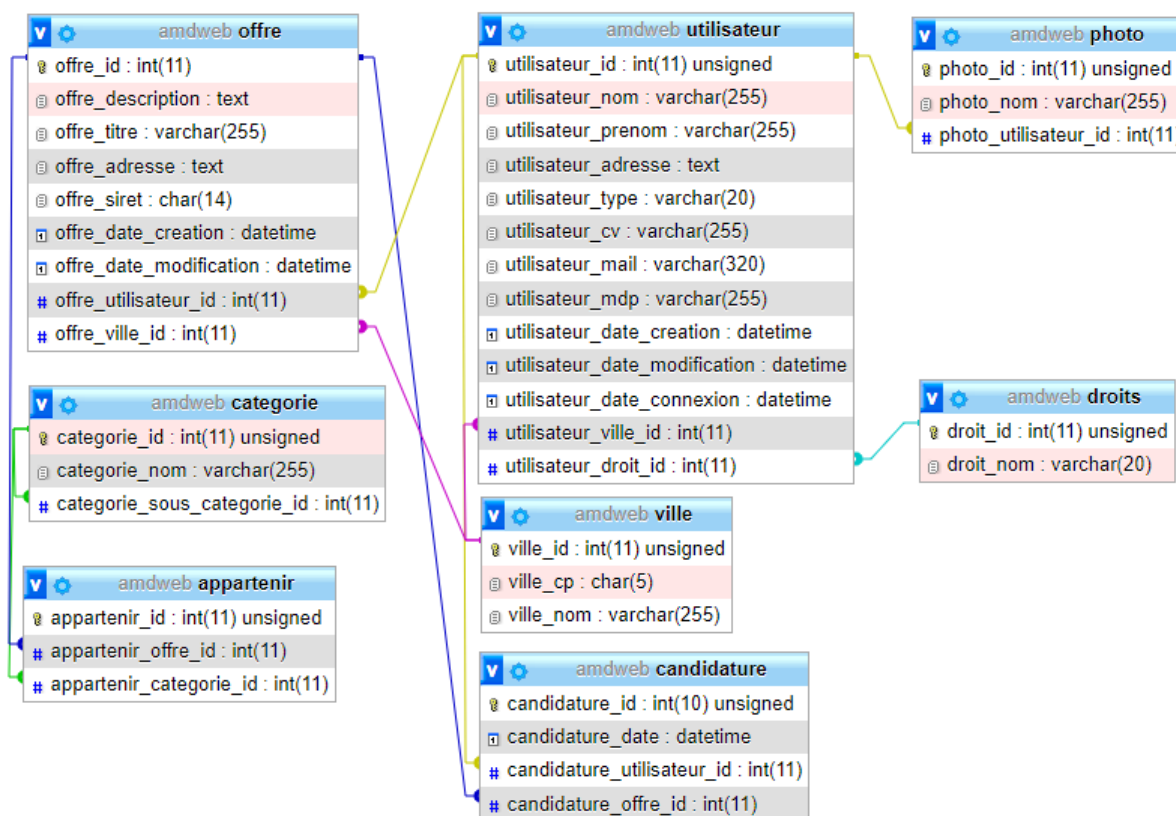 v amdweb offre
offre_id : int(11)
offre_description : text
offre_titre : varchar(255)
offre_adresse : text
offre_siret : char(14)
offre_date_creation : datetime
offre_date_modification : datetime
# offre_utilisateur_id : int(11)
# offre_ville_id : int(11)
v amdweb categorie
categorie_id : int(11) unsigned
categorie_nom : varchar(255)
# categorie_sous_categorie_id : int(11)
v amdweb appartenir
appartenir_id : int(11) unsigned
# appartenir_offre_id : int(11)
# appartenir_categorie_id : int(11)
v amdweb utilisateur
utilisateur_id : int(11) unsigned
utilisateur_nom : varchar(255)
utilisateur_prenom : varchar(255)
utilisateur_adresse : text
utilisateur_type : varchar(20)
utilisateur_cv : varchar(255)
utilisateur_mail : varchar(320)
utilisateur_mdp : varchar(255)
utilisateur_date_creation : datetime
utilisateur_date_modification : datetime
utilisateur_date_connexion : datetime
# utilisateur_ville_id : int(11)
# utilisateur_droit_id : int(11)
v amdweb ville
ville_id : int(11) unsigned
ville_cp : char(5)
ville_nom : varchar(255)
v amdweb candidature
candidature_id : int(10) unsigned
candidature_date : datetime
# candidature_utilisateur_id : int(11)
# candidature_offre_id : int(11)
v amdweb photo
photo_id : int(11) unsigned
photo_nom : varchar(255)
# photo_utilisateur_id : int(11
v amdweb droits
droit_id : int(11) unsigned
droit_nom : varchar(20)